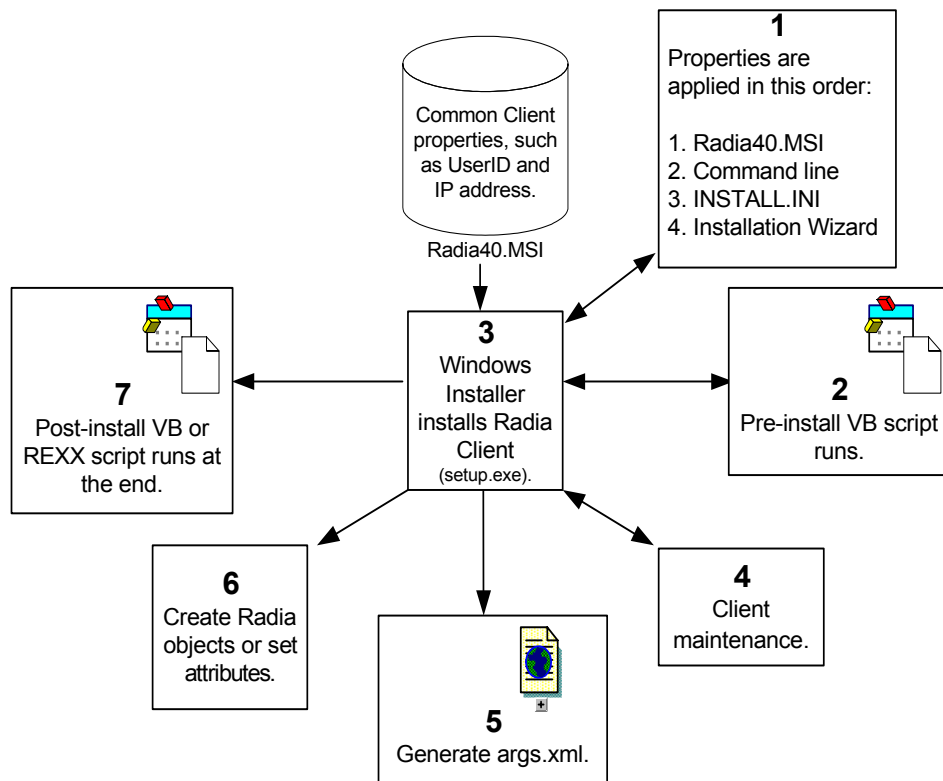 1
Properties are
applied in this order:
1. Radia40.MSI
2. Command line
3. INSTALL.INI
4. Installation Wizard
Common Client
properties, such
as UserID and
IP address.
Radia40.MSI
3
Windows
Installer
installs Radia
Client
(setup.exe).
7
Post-install VB or
REXX script runs at
the end.
2
Pre-install VB script
runs.
6
Create Radia
objects or set
attributes.
4
Client
maintenance.
5
Generate args.xml.